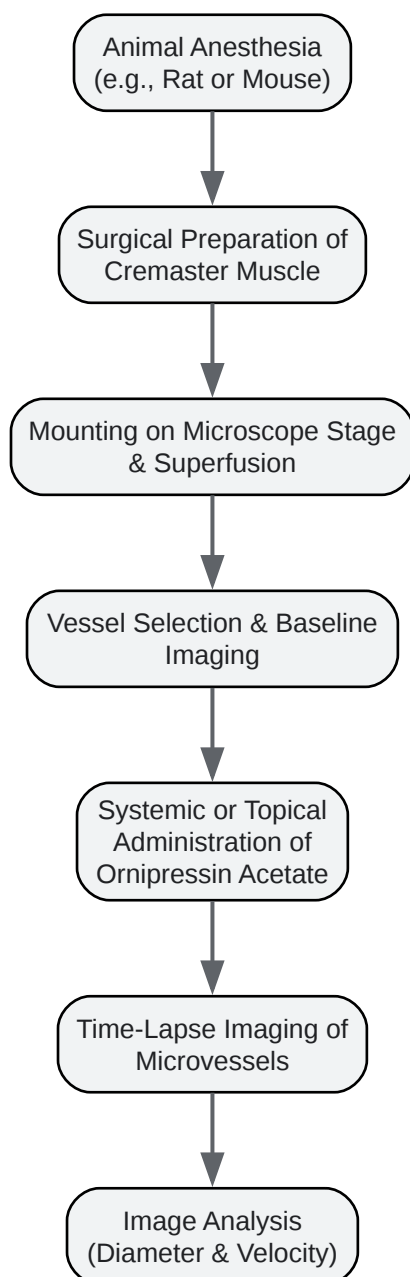 Animal Anesthesia
(e.g., Rat or Mouse)
Surgical Preparation of
Cremaster Muscle
Mounting on Microscope Stage
& Superfusion
Vessel Selection & Baseline
Imaging
Systemic or Topical
Administration of
Ornipressin Acetate
Time-Lapse Imaging of
Microvessels
Image Analysis
(Diameter & Velocity)